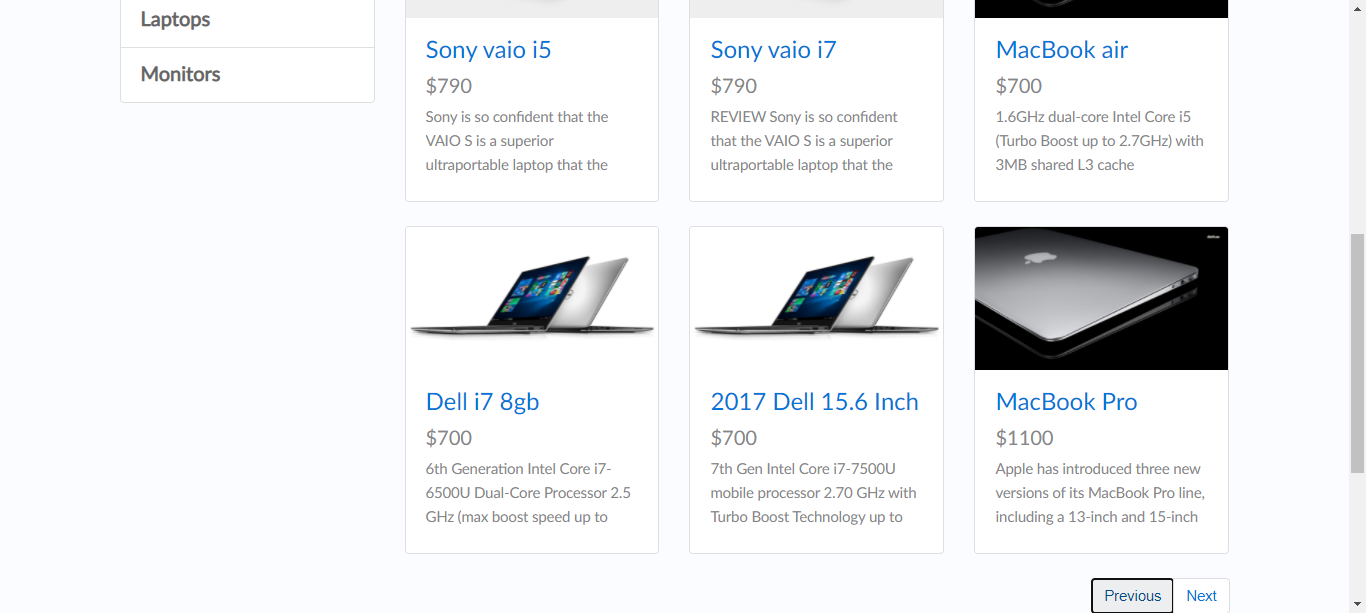 Laptops
Monitors
Sony vaio i5
$790
Sony is so confident that the
VAIO S is a superior
ultraportable laptop that the
Sony vaio i7
$790
REVIEW Sony is so confident
that the VAIO S is a superior
ultraportable laptop that the
MacBook air
$700
1.6GHz dual-core Intel Core i5
(Turbo Boost up to 2.7GHz) with
3MB shared L3 cache
Dell i7 8gb
$700
6th Generation Intel Core i7-
6500U Dual-Core Processor 2.5
GHz (max boost speed up to
2017 Dell 15.6 Inch
$700
7th Gen Intel Core i7-7500U
mobile processor 2.70 GHz with
Turbo Boost Technology up to
MacBook Pro
$1100
Apple has introduced three new
versions of its MacBook Pro line,
including a 13-inch and 15-inch
Previous
Next